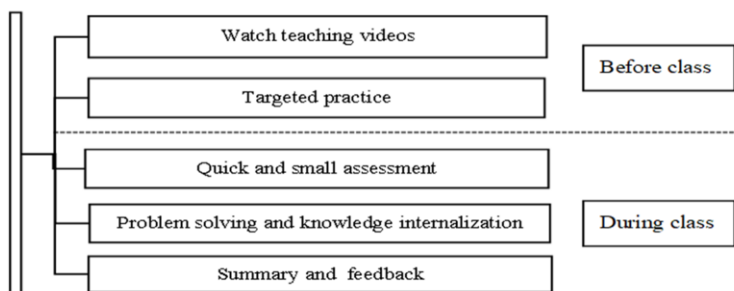 Watch teaching videos
Before class
Targeted practice
Quick and small assessment
Problem solving and knowledge internalization
During class
Summary and feedback